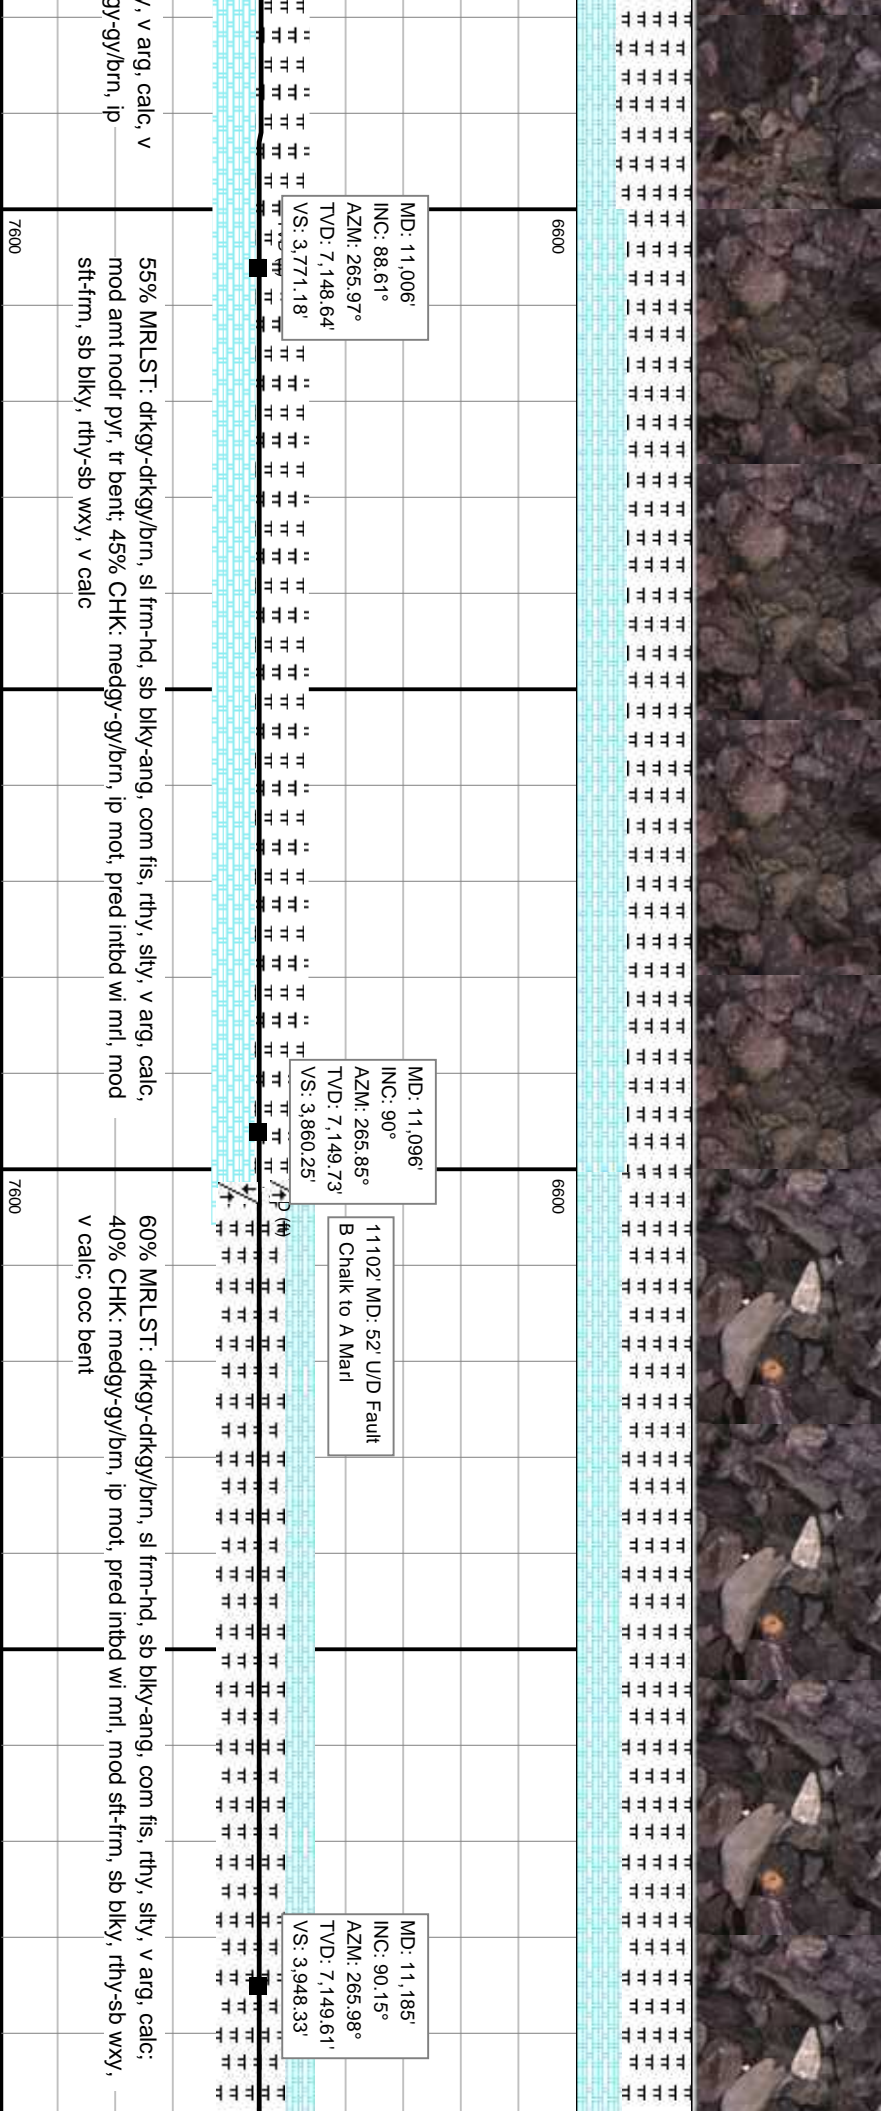 , v arg, calc, v
gy-gy/brn, ip
7600
6600
MD: 11,006'
INC: 88.61°
AZM: 265.97°
TVD: 7,148.64'
VS: 3,771.18'
55% MRLST: drkgy-drkgy/brn, sl frm-hd, sb blky-ang, com fis, rthy, slty, v arg, calc,
mod amt nodr pyr, tr bent; 45% CHK: medgy-gy/brn, ip mot, pred intbd wi mrl, mod
sft-frm, sb blky, rthy-sb wxy, v calc
MD: 11,096'
INC: 90°
AZM: 265.85°
TVD: 7,149.73'
VS: 3,860.25'
7600
6600
D (ft)
11102' MD: 52' U/D Fault
B Chalk to A Marl
60% MRLST: drkgy-drkgy/brn, sl frm-hd, sb blky-ang, com fis, rthy, slty, v arg, calc;
40% CHK: medgy-gy/brn, ip mot, pred intbd wi mrl, mod sft-frm, sb blky, rthy-sb wxy,
v calc; occ bent
MD: 11,185'
INC: 90.15°
AZM: 265.98°
TVD: 7,149.61'
VS: 3,948.33'